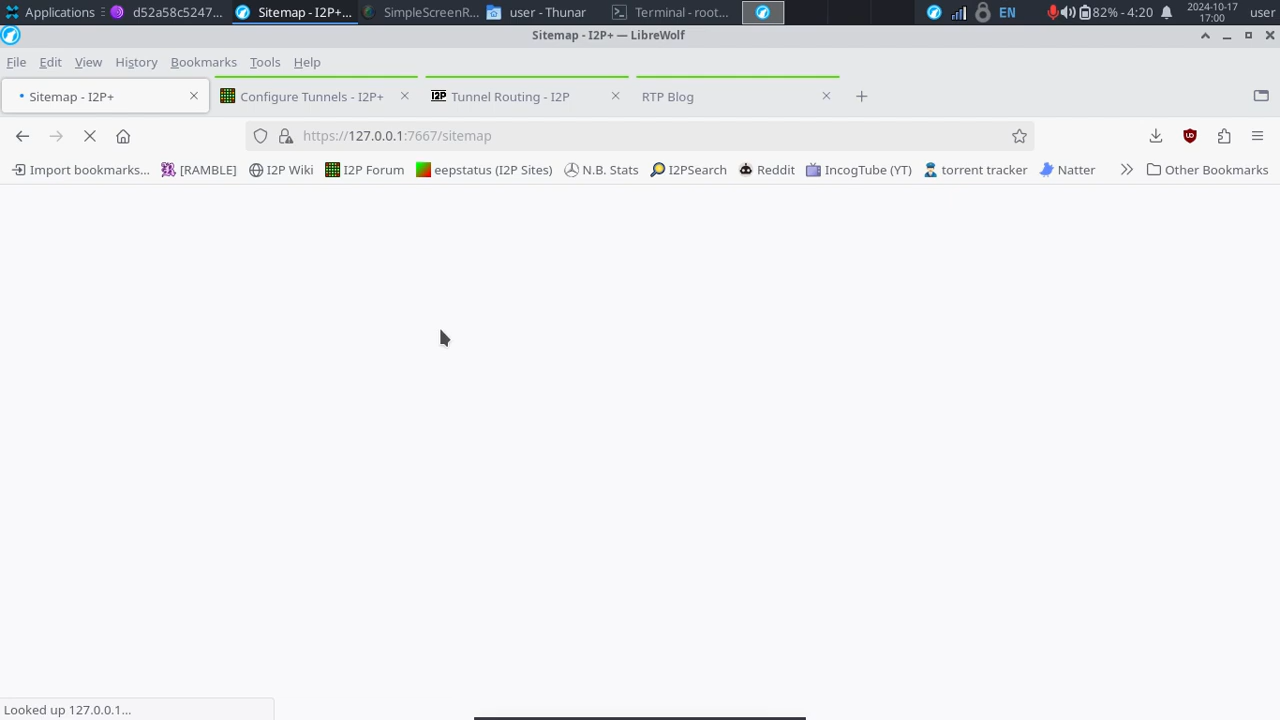 Applications d52a58c5247... Sitemap - I2P+... SimpleScreenR... user - Thunar Terminal - root... EN 82% - 4:20 2024-10-17 17:00 user
Sitemap - I2P+ — LibreWolf
File Edit View History Bookmarks Tools Help
Sitemap - I2P+ Configure Tunnels - I2P+ I2P Tunnel Routing - I2P RTP Blog
https://127.0.0.1:7667/sitemap
Import bookmarks... [RAMBLE] I2P Wiki I2P Forum eepstatus (I2P Sites) N.B. Stats I2PSearch Reddit IncogTube (YT) torrent tracker Natter Other Bookmarks
Looked up 127.0.0.1...